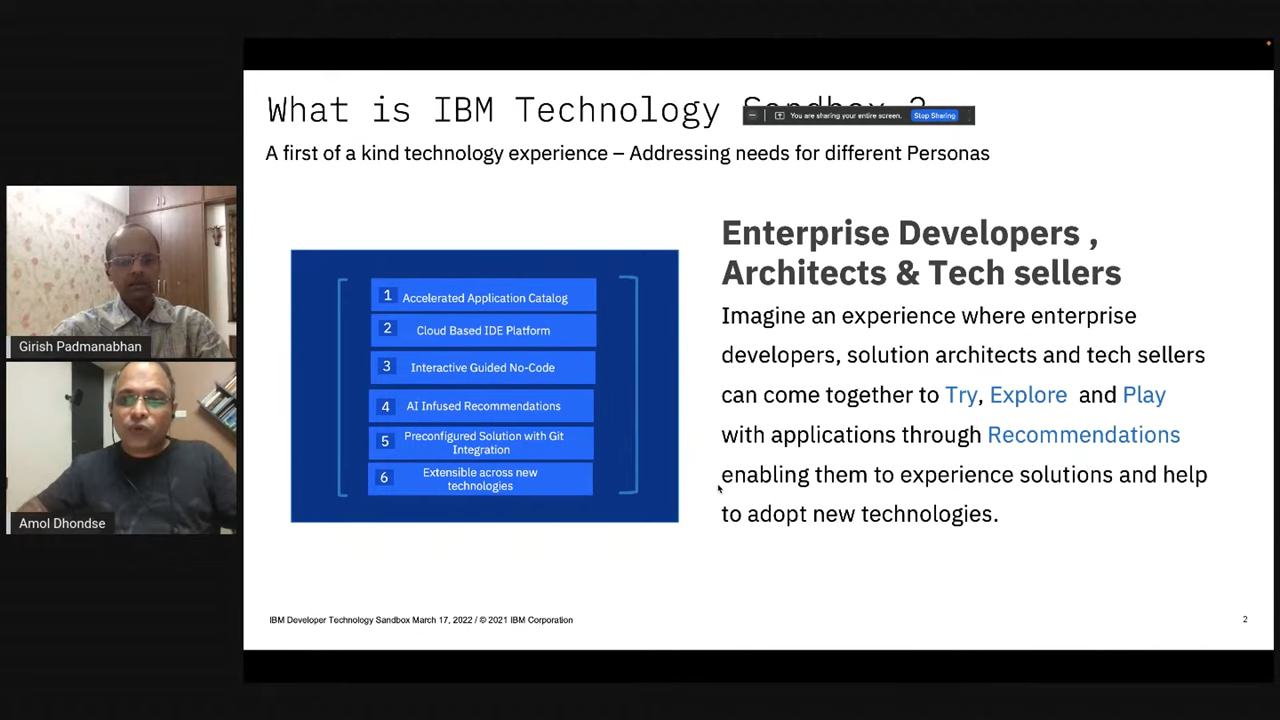 What is IBM Technology Sandbox ?
You are sharing your entire screen. Stop Sharing
A first of a kind technology experience – Addressing needs for different Personas
Girish Padmanabhan
Amol Dhondse
1 Accelerated Application Catalog
2 Cloud Based IDE Platform
3 Interactive Guided No-Code
4 AI Infused Recommendations
5 Preconfigured Solution with Git
Integration
6 Extensible across new
technologies
Enterprise Developers ,
Architects & Tech sellers
Imagine an experience where enterprise
developers, solution architects and tech sellers
can come together to Try, Explore and Play
with applications through Recommendations
enabling them to experience solutions and help
to adopt new technologies.
IBM Developer Technology Sandbox March 17, 2022 / © 2021 IBM Corporation
2